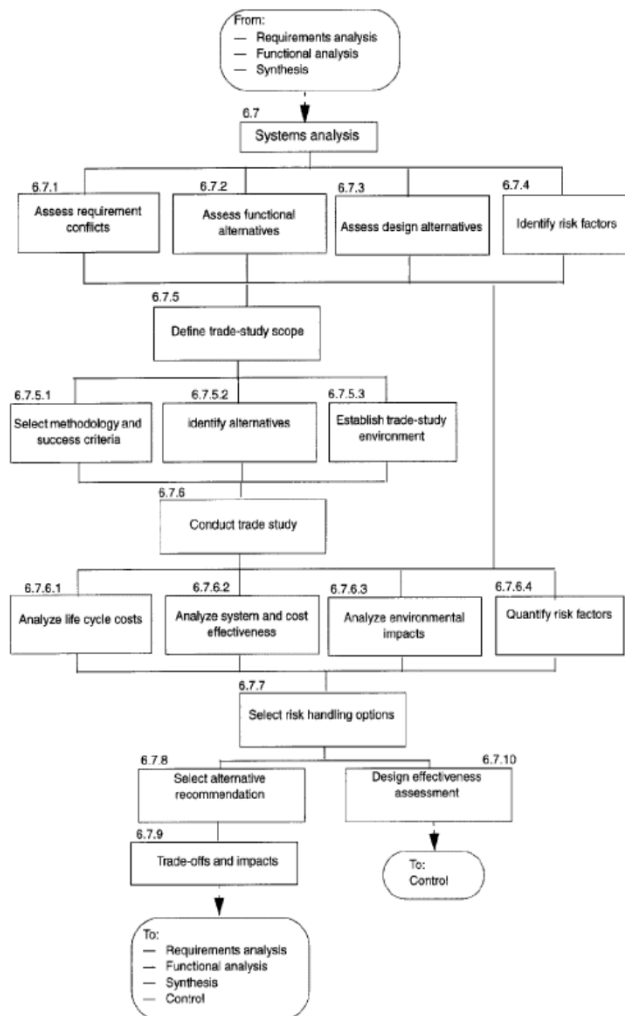 From:
— Requirements analysis
— Functional analysis
— Synthesis
6.7
Systems analysis
6.7.1
Assess requirement
conflicts
6.7.2
Assess functional
alternatives
6.7.3
Assess design alternatives
6.7.4
Identify risk factors
6.7.5
Define trade-study scope
6.7.5.1
Select methodology and
success criteria
6.7.5.2
Identify alternatives
6.7.5.3
Establish trade-study
environment
6.7.6
Conduct trade study
6.7.6.1
Analyze life cycle costs
6.7.6.2
Analyze system and cost
effectiveness
6.7.6.3
Analyze environmental
impacts
6.7.6.4
Quantify risk factors
6.7.7
Select risk handling options
6.7.8
Select alternative
recommendation
6.7.10
Design effectiveness
assessment
6.7.9
Trade-offs and impacts
To:
Control
To:
— Requirements analysis
— Functional analysis
— Synthesis
— Control